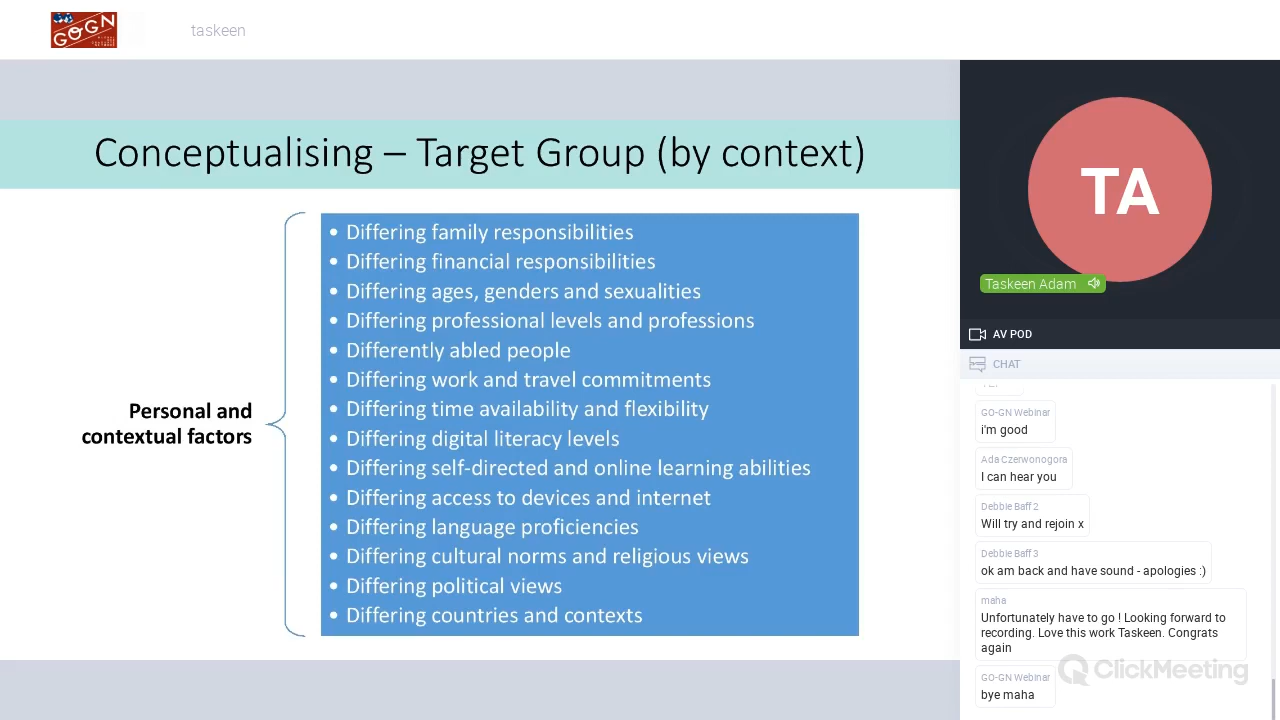 GOGN
taskeen
Conceptualising – Target Group (by context)
Personal and
contextual factors
• Differing family responsibilities
• Differing financial responsibilities
• Differing ages, genders and sexualities
• Differing professional levels and professions
• Differently abled people
• Differing work and travel commitments
• Differing time availability and flexibility
• Differing digital literacy levels
• Differing self-directed and online learning abilities
• Differing access to devices and internet
• Differing language proficiencies
• Differing cultural norms and religious views
• Differing political views
• Differing countries and contexts
TA
Taskeen Adam
AV POD
CHAT
GO-GN Webinar
i'm good
Ada Czerwonogora
I can hear you
Debbie Baff 2
Will try and rejoin x
Debbie Baff 3
ok am back and have sound - apologies :)
maha
Unfortunately have to go ! Looking forward to
recording. Love this work Taskeen. Congrats
again
GO-GN Webinar
bye maha
ClickMeeting